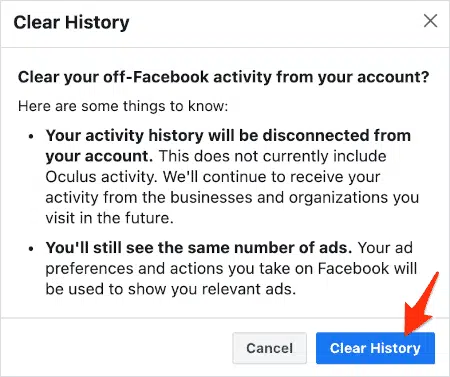 Clear History
Clear your off-Facebook activity from your account?
Here are some things to know:
• Your activity history will be disconnected from
your account. This does not currently include
Oculus activity. We'll continue to receive your
activity from the businesses and organizations you
visit in the future.
• You'll still see the same number of ads. Your ad
preferences and actions you take on Facebook will
be used to show you relevant ads.
Cancel Clear History